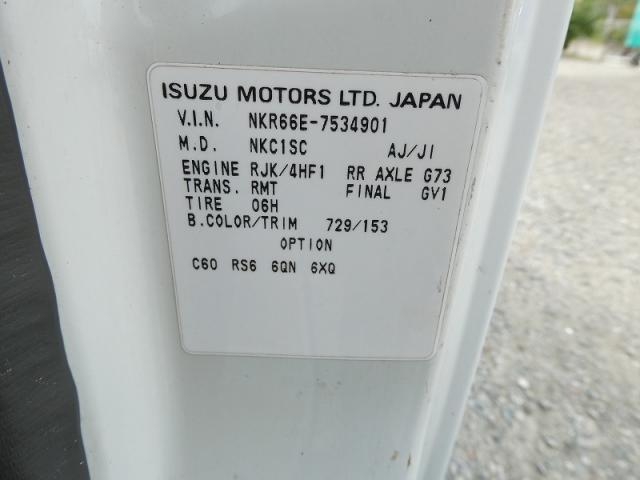 ISUZU MOTORS LTD. JAPAN
V.I.N. NKR66E-7534901
M.D. NKC1SC AJ/JI
ENGINE RJK/4HF1 RR AXLE G73
TRANS. RMT FINAL GV1
TIRE 06H
B.COLOR/TRIM 729/153
OPTION
C60 RS6 6QN 6XQ